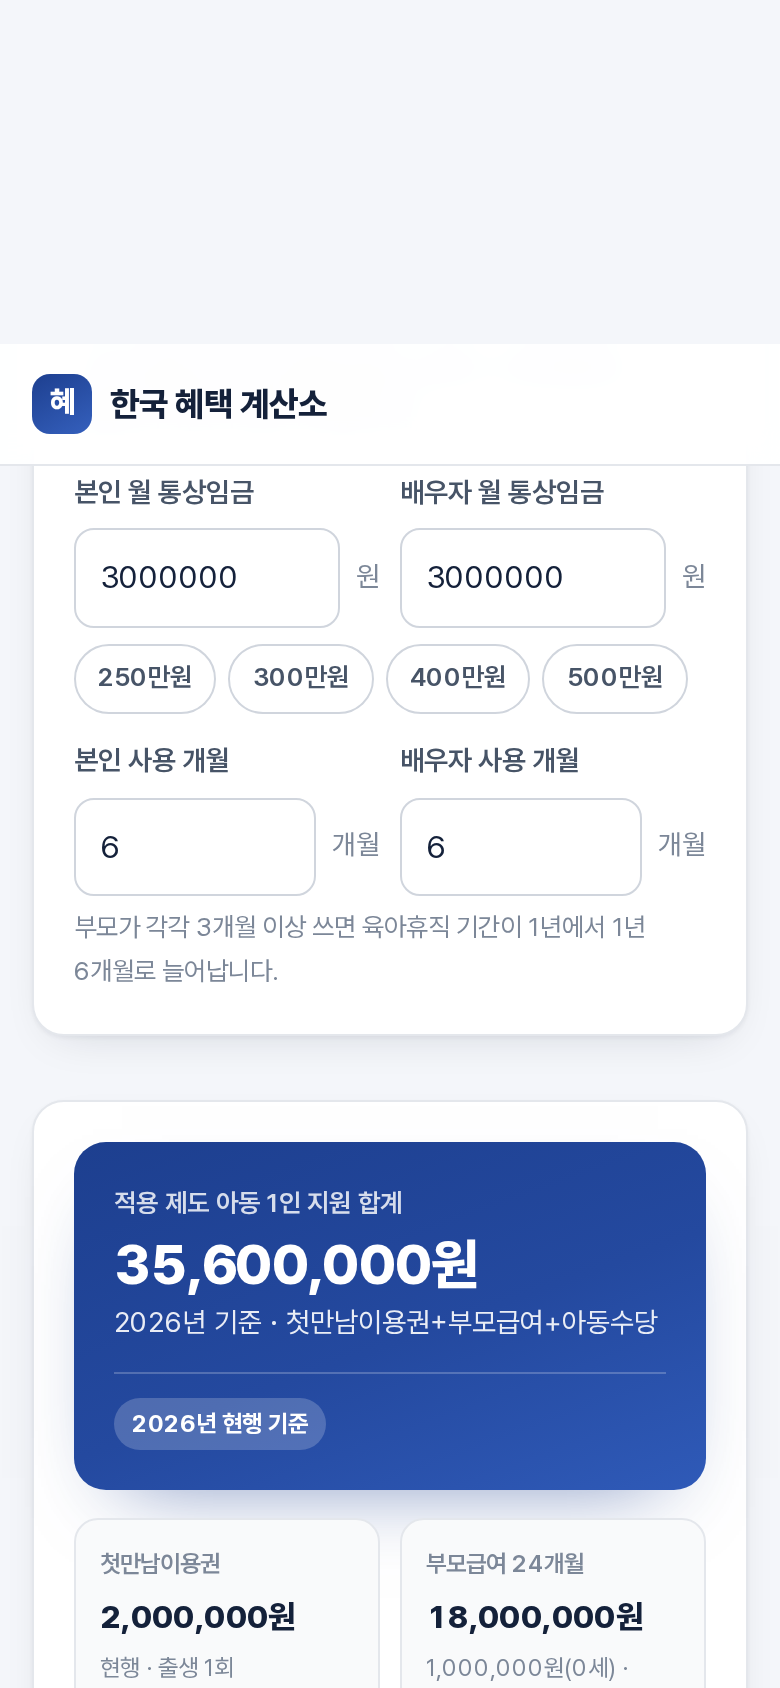 혜 한국 혜택 계산소
본인 월 통상임금 배우자 월 통상임금
3000000 원 3000000 원
250만원 300만원 400만원 500만원
본인 사용 개월 배우자 사용 개월
6 개월 6 개월
부모가 각각 3개월 이상 쓰면 육아휴직 기간이 1년에서 1년
6개월로 늘어납니다.
적용 제도 아동 1인 지원 합계
35,600,000원
2026년 기준 · 첫만남이용권+부모급여+아동수당
2026년 현행 기준
첫만남이용권 부모급여 24개월
2,000,000원 18,000,000원
현행 · 출생 1회 1,000,000원(0세) ·